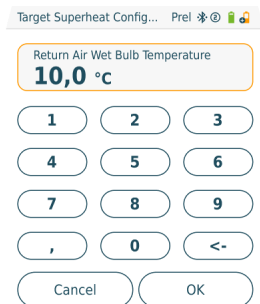 Target Superheat Config... Prel 2
Return Air Wet Bulb Temperature
10,0 °C
1 2 3
4 5 6
7 8 9
, 0 <-
Cancel OK